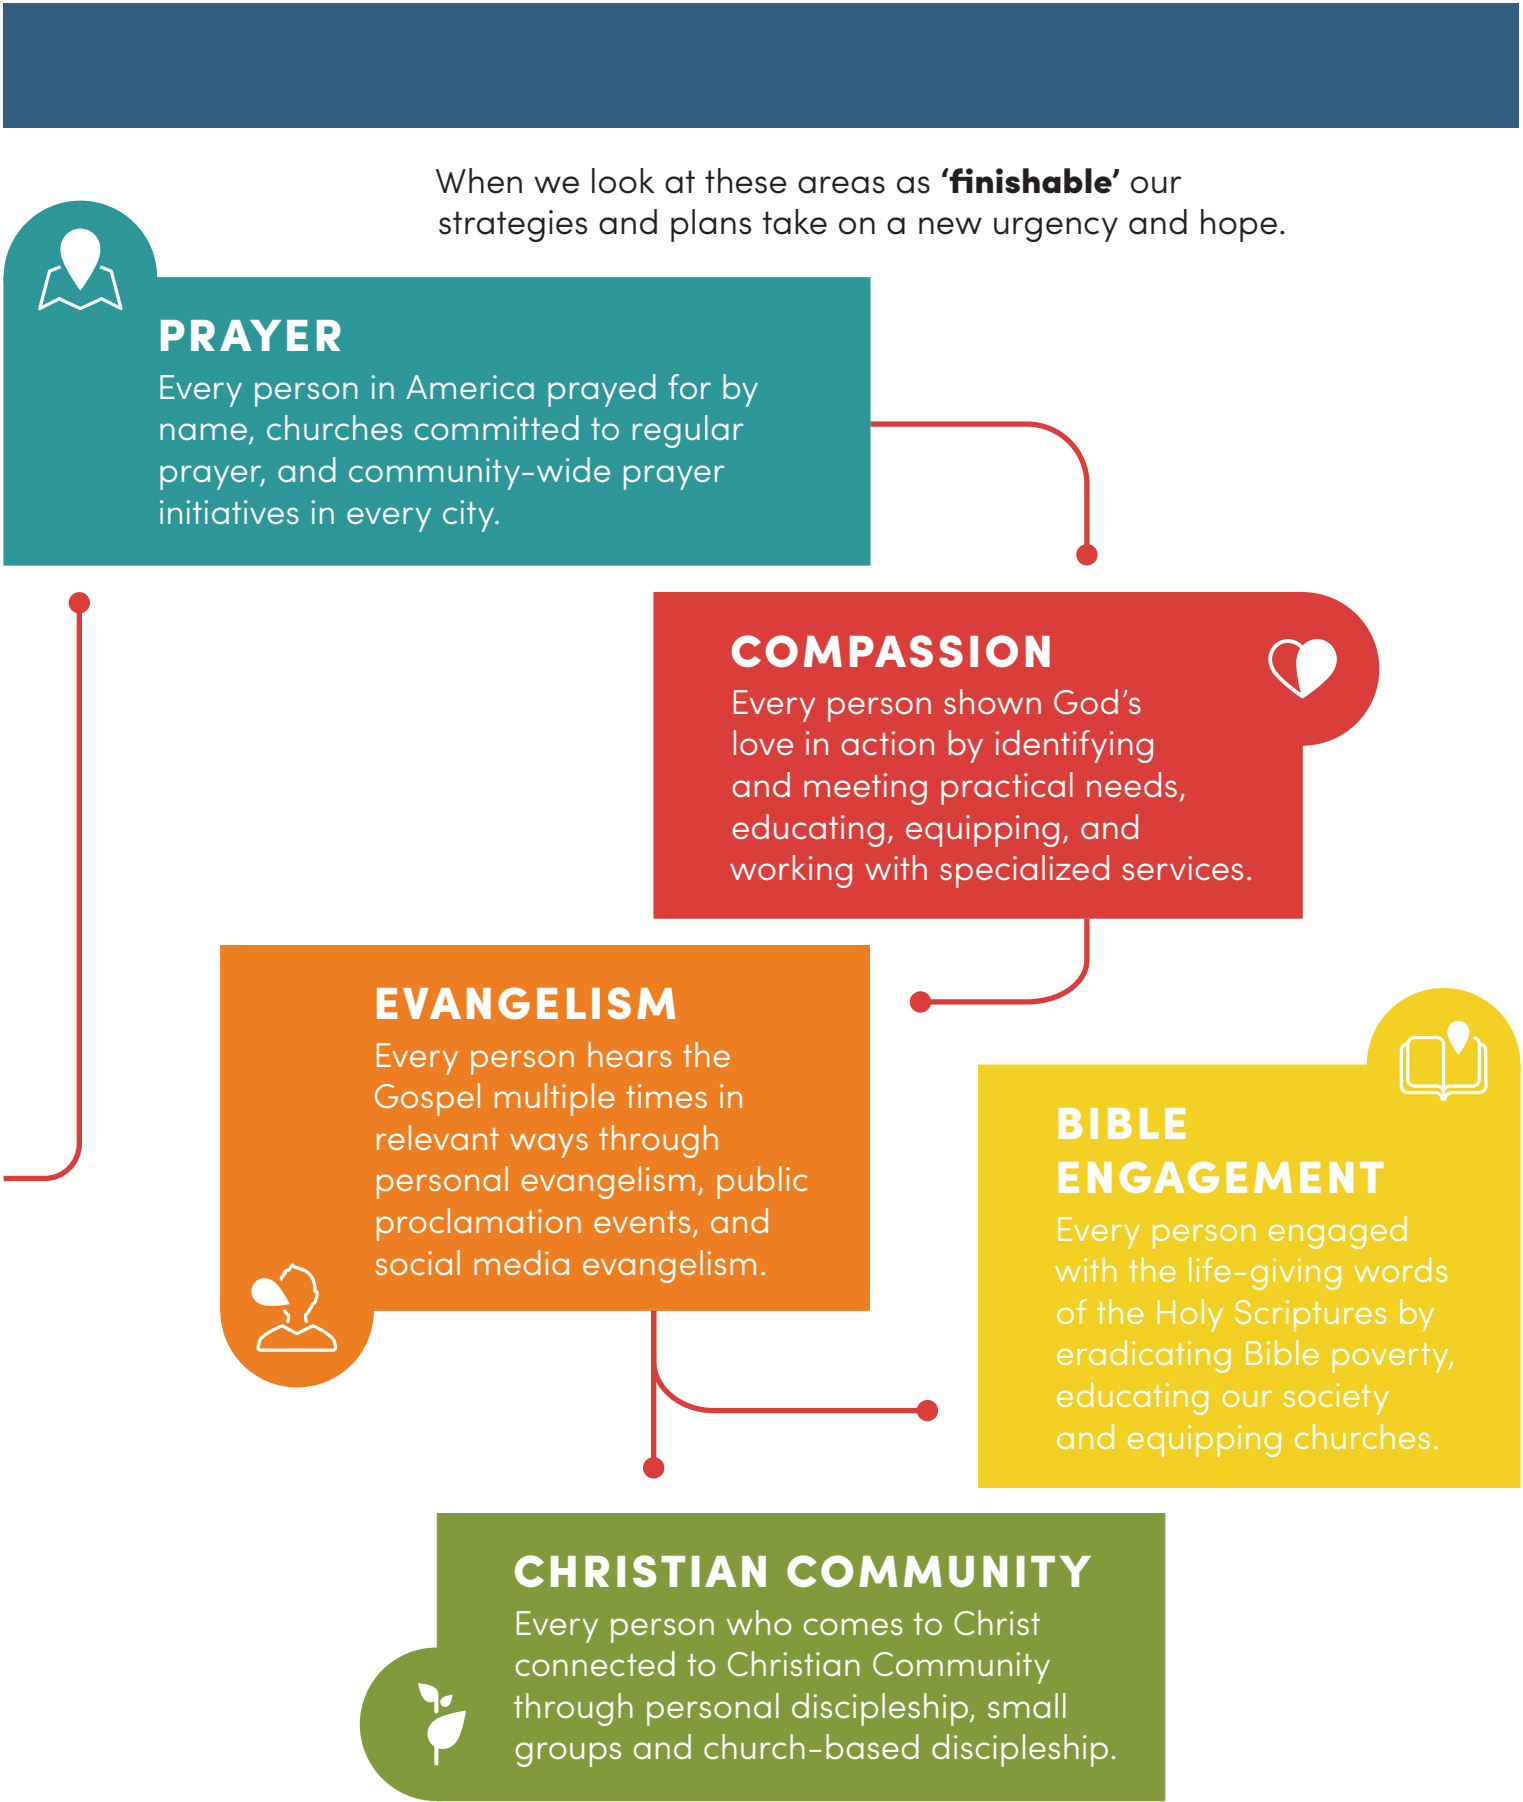 When we look at these areas as ‘finishable’ our
strategies and plans take on a new urgency and hope.
PRAYER
Every person in America prayed for by
name, churches committed to regular
prayer, and community-wide prayer
initiatives in every city.
COMPASSION
Every person shown God’s
love in action by identifying
and meeting practical needs,
educating, equipping, and
working with specialized services.
EVANGELISM
Every person hears the
Gospel multiple times in
relevant ways through
personal evangelism, public
proclamation events, and
social media evangelism.
BIBLE
ENGAGEMENT
Every person engaged
with the life-giving words
of the Holy Scriptures by
eradicating Bible poverty,
educating our society
and equipping churches.
CHRISTIAN COMMUNITY
Every person who comes to Christ
connected to Christian Community
through personal discipleship, small
groups and church-based discipleship.